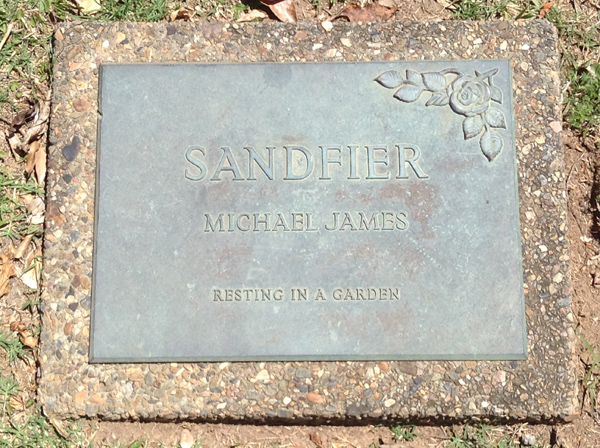 SANDFIER
MICHAEL JAMES
RESTING IN A GARDEN